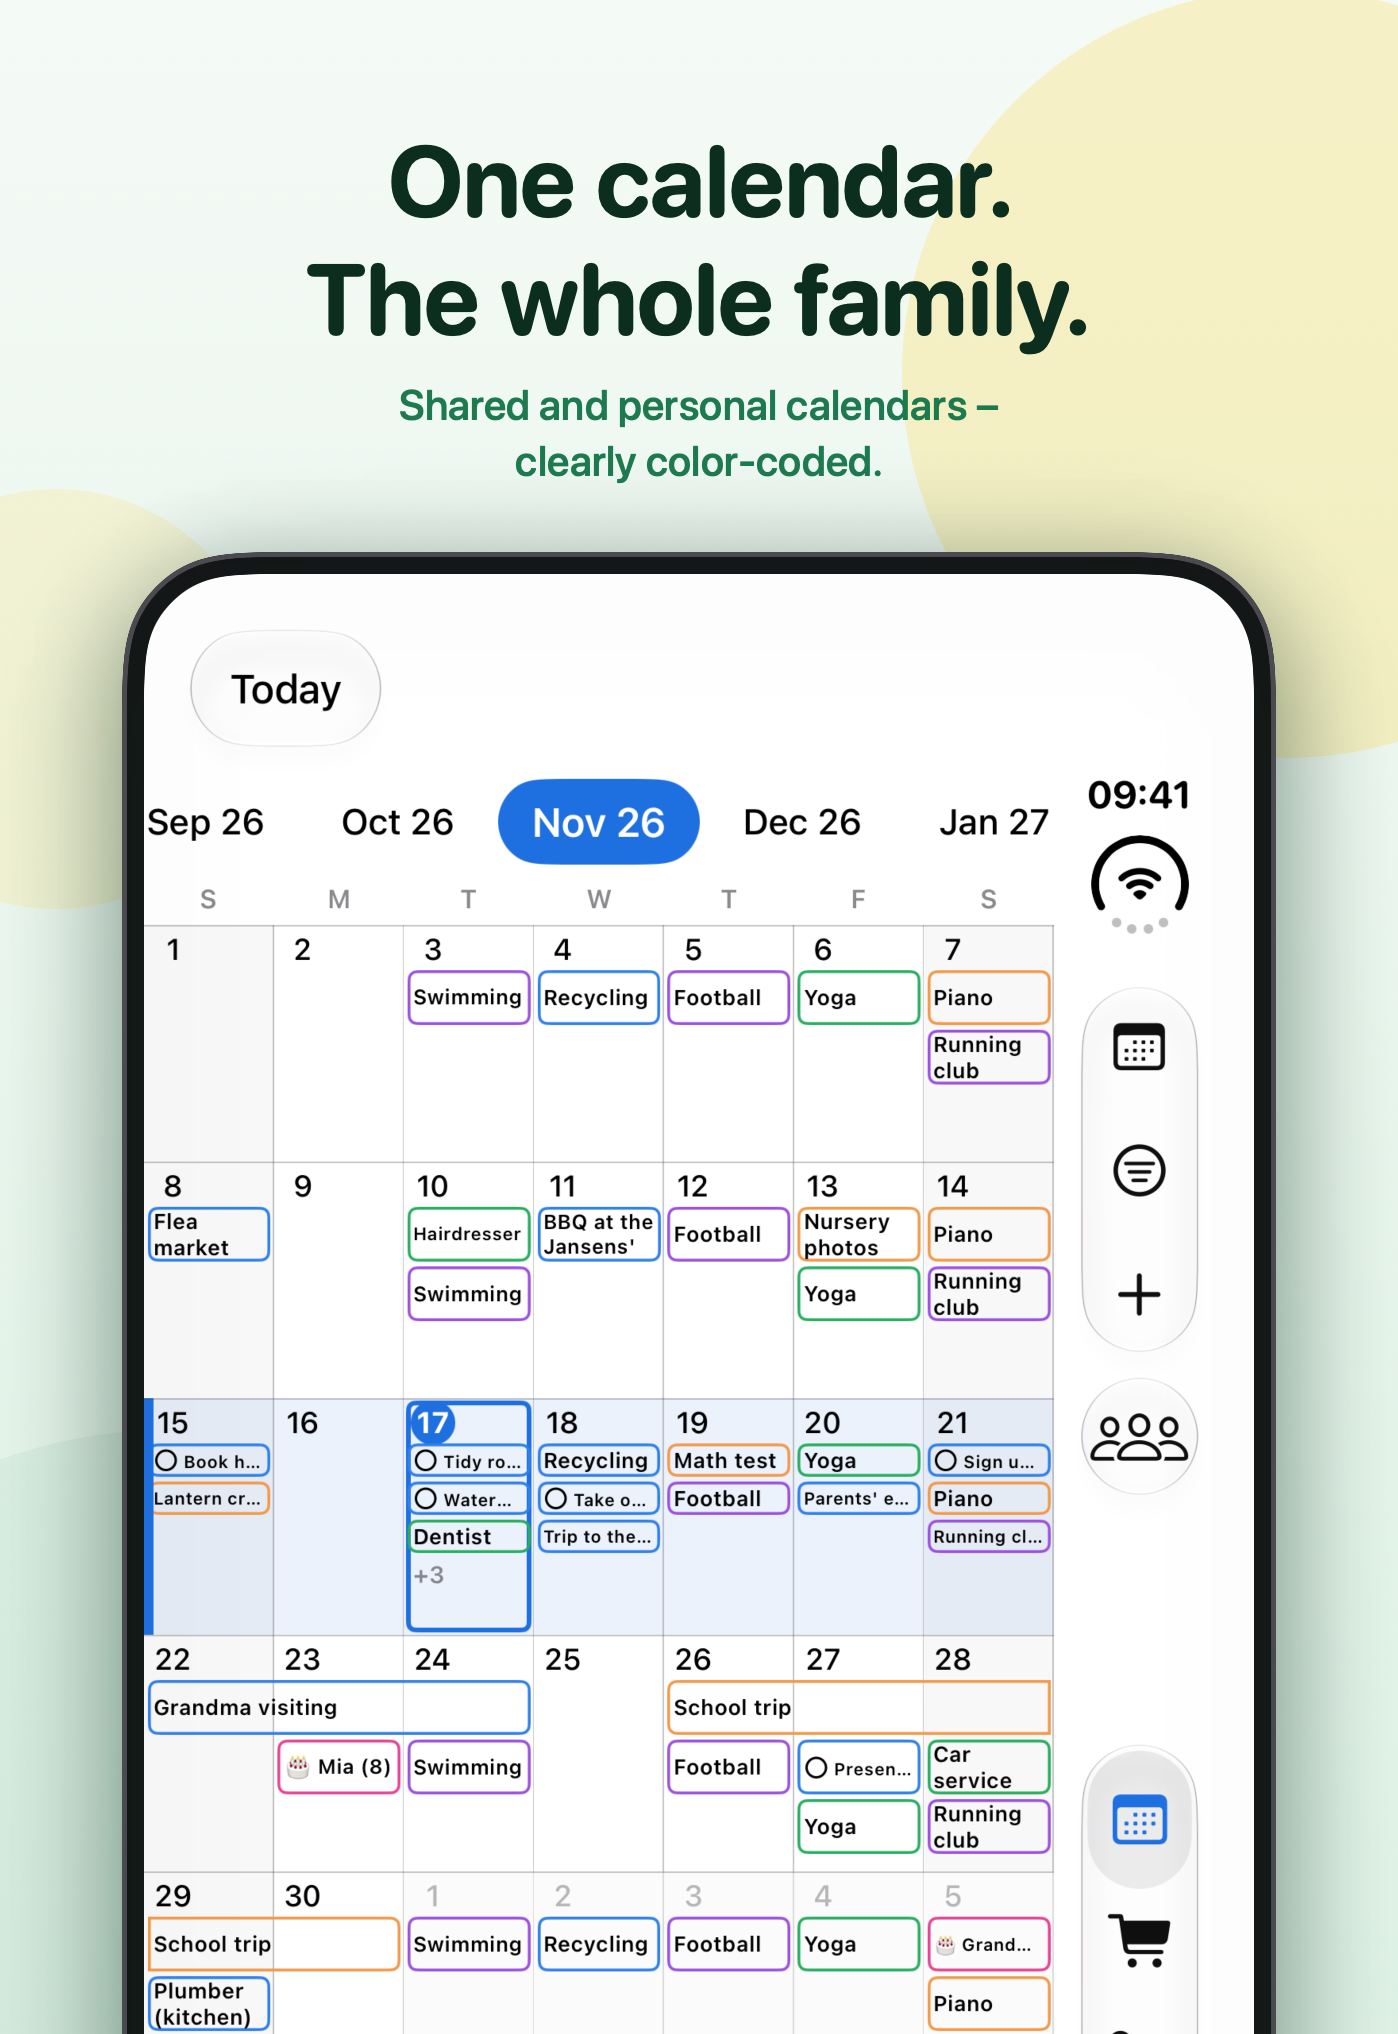 One calendar.
The whole family.
Shared and personal calendars –
clearly color-coded.
Today
Sep 26 Oct 26 Nov 26 Dec 26 Jan 27
09:41
S M T W T F S
1 2 3 4 5 6 7
Swimming Recycling Football Yoga Piano
Running
club
8 9 10 11 12 13 14
Flea
market
Hairdresser
BBQ at the
Jansens'
Football
Nursery
photos
Piano
Swimming
Yoga
Running
club
15 16 17 18 19 20 21
Book h... Tidy ro... Recycling Math test Yoga Sign u...
Lantern cr... Water... Take o... Football Parents' e... Piano
Dentist Trip to the... Running cl...
+3
22 23 24 25 26 27 28
Grandma visiting School trip
Mia (8) Swimming Football Presen...
Car
service
Yoga
Running
club
29 30 1 2 3 4 5
School trip Swimming Recycling Football Yoga Grand...
Plumber
(kitchen)
Piano